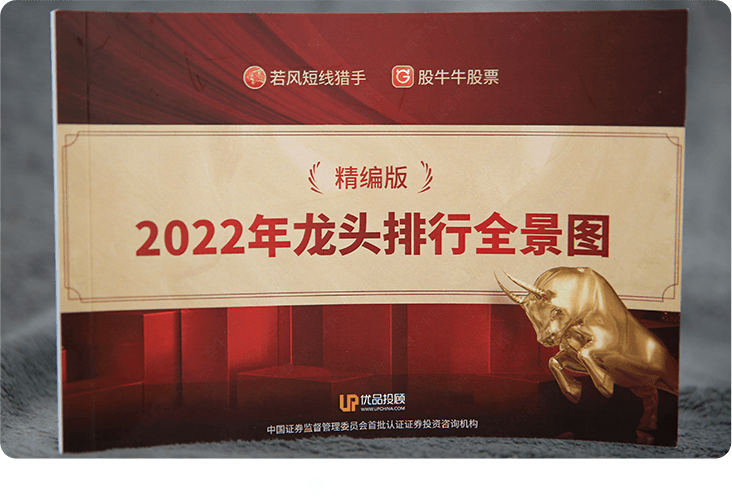 若风短线猎手 股牛牛股票
精编版
2022年龙头排行全景图
UP 优品投顾
WWW.UPCHINA.COM
中国证券监督管理委员会首批认证证券投资咨询机构